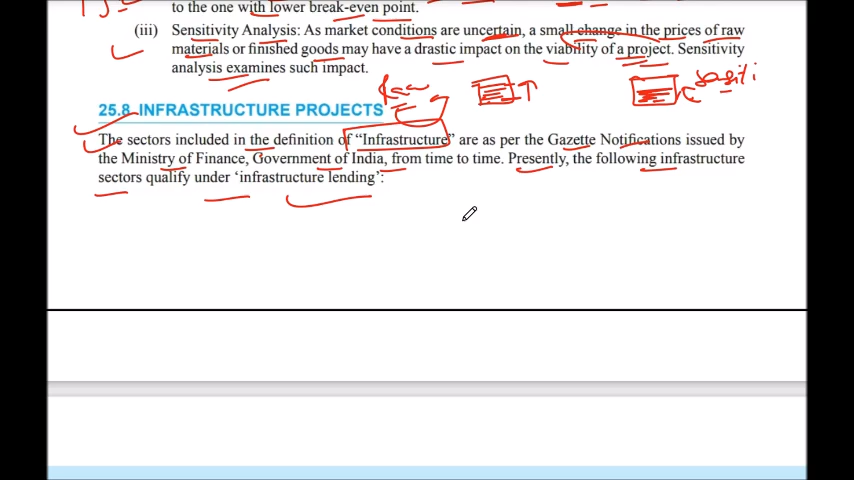 to the one with lower break-even point.
(iii) Sensitivity Analysis: As market conditions are uncertain, a small change in the prices of raw
materials or finished goods may have a drastic impact on the viability of a project. Sensitivity
analysis examines such impact.
25.8 INFRASTRUCTURE PROJECTS
The sectors included in the definition of “Infrastructure” are as per the Gazette Notifications issued by
the Ministry of Finance, Government of India, from time to time. Presently, the following infrastructure
sectors qualify under ‘infrastructure lending’: